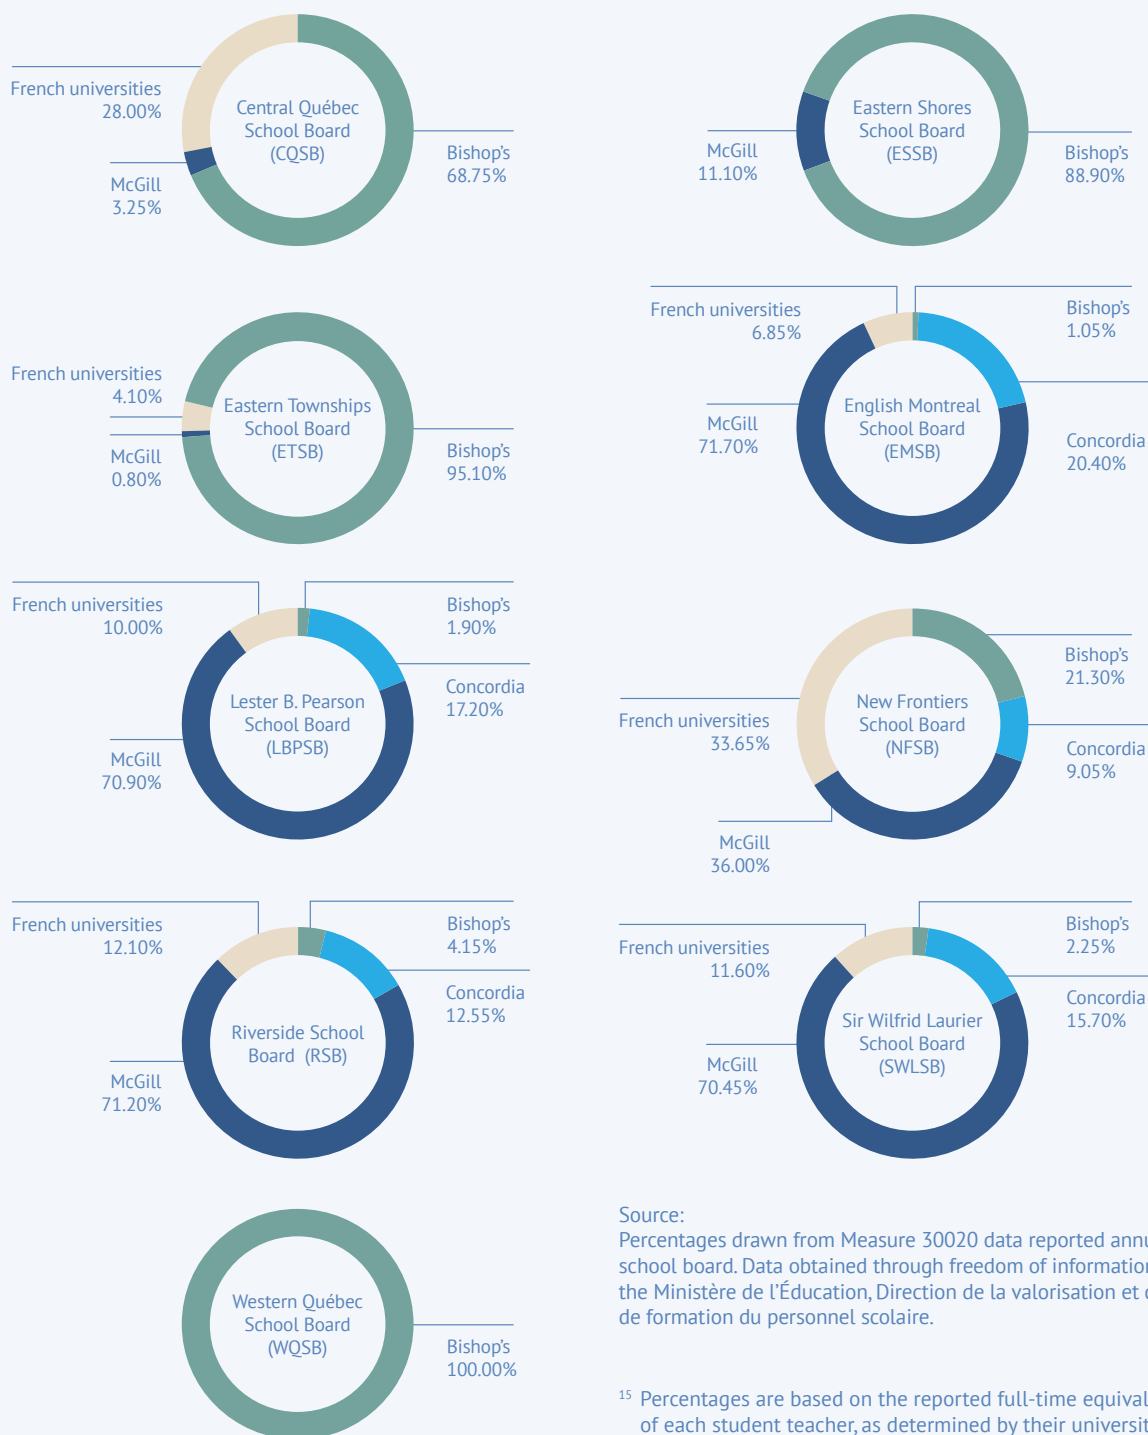 French universities
28.00%
McGill
3.25%
Central Québec
School Board
(CQSB)
Bishop's
68.75%
McGill
11.10%
Eastern Shores
School Board
(ESSB)
Bishop's
88.90%
French universities
4.10%
McGill
0.80%
Eastern Townships
School Board
(ETSB)
Bishop's
95.10%
French universities
6.85%
McGill
71.70%
English Montreal
School Board
(EMSB)
Bishop's
1.05%
Concordia
20.40%
French universities
10.00%
McGill
70.90%
Lester B. Pearson
School Board
(LBPSB)
Bishop's
1.90%
Concordia
17.20%
French universities
33.65%
McGill
36.00%
New Frontiers
School Board
(NFSB)
Bishop's
21.30%
Concordia
9.05%
French universities
12.10%
McGill
71.20%
Riverside School
Board (RSB)
Bishop's
4.15%
Concordia
12.55%
French universities
11.60%
McGill
70.45%
Sir Wilfrid Laurier
School Board
(SWLSB)
Bishop's
2.25%
Concordia
15.70%
Western Québec
School Board
(WQSB)
Bishop's
100.00%
Source:
Percentages drawn from Measure 30020 data reported
school board. Data obtained through freedom of information
the Ministère de l'Éducation, Direction de la valorisation et
de formation du personnel scolaire.
15 Percentages are based on the reported full-time
of each student teacher, as determined by their